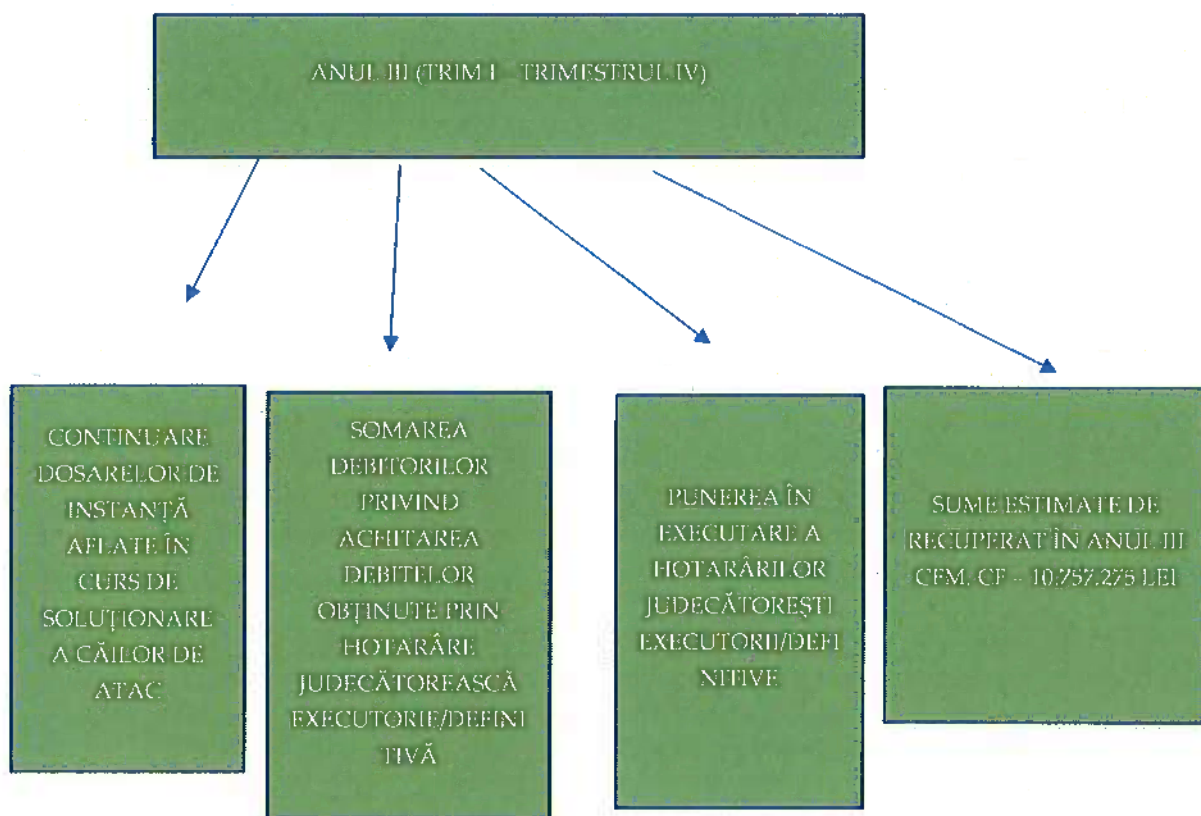 ANUL III (TRIM I – TRIMESTRUL IV)
CONTINUARE
DOSARELOR DE
INSTANȚĂ
AFLATE ÎN
CURS DE
SOLUȚIONARE
A CĂILOR DE
ATAC
SOMAREA
DEBITORILOR
PRIVIND
ACHITAREA
DEBITELOR
OBȚINUTE PRIN
HOTARÂRE
JUDECĂTOREASCĂ
EXECUTORIE/DEFINI
TIVĂ
PUNEREA ÎN
EXECUTARE A
HOTARÂRILOR
JUDECĂTOREȘTI
EXECUTORII/DEFI
NITIVE
SUME ESTIMATE DE
RECUPERAT ÎN ANUL III
CFM, CF – 10.757.275 LEI